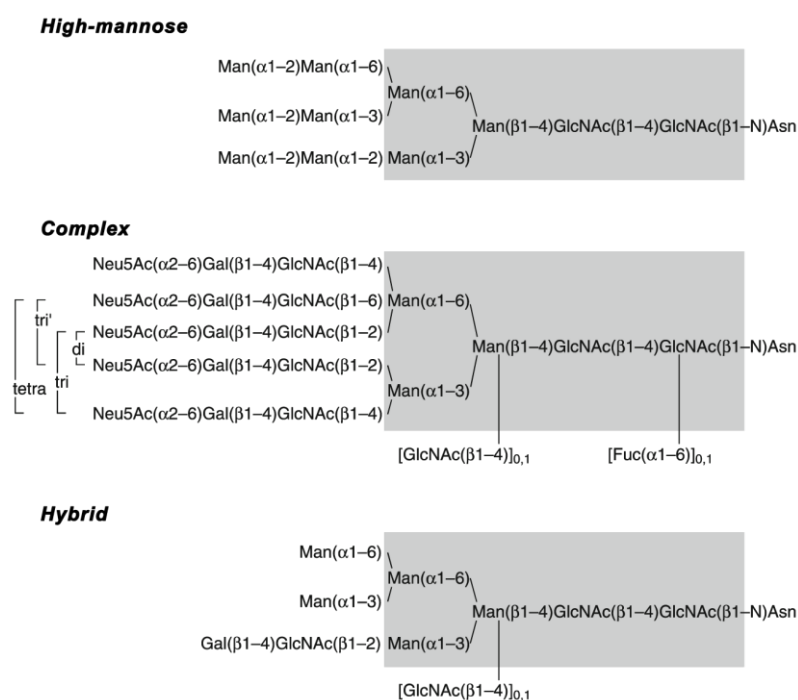 High-mannose
Man(α1–2)Man(α1–6)
Man(α1–6)
Man(α1–2)Man(α1–3)
Man(β1–4)GlcNAc(β1–4)GlcNAc(β1–N)Asn
Man(α1–2)Man(α1–2) Man(α1–3)
Complex
Neu5Ac(α2–6)Gal(β1–4)GlcNAc(β1–4)
Neu5Ac(α2–6)Gal(β1–4)GlcNAc(β1–6) Man(α1–6)
tri'
Neu5Ac(α2–6)Gal(β1–4)GlcNAc(β1–2)
di
Man(β1–4)GlcNAc(β1–4)GlcNAc(β1–N)Asn
Neu5Ac(α2–6)Gal(β1–4)GlcNAc(β1–2)
tetra tri
Man(α1–3)
Neu5Ac(α2–6)Gal(β1–4)GlcNAc(β1–4)
[GlcNAc(β1–4)]0,1 [Fuc(α1–6)]0,1
Hybrid
Man(α1–6)
Man(α1–6)
Man(α1–3)
Man(β1–4)GlcNAc(β1–4)GlcNAc(β1–N)Asn
Gal(β1–4)GlcNAc(β1–2) Man(α1–3)
[GlcNAc(β1–4)]0,1